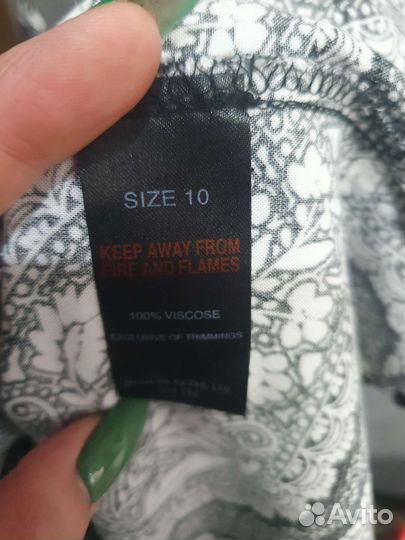 SIZE 10
KEEP AWAY FROM
FIRE AND FLAMES
100% VISCOSE
EXCLUSIVE OF TRIMMINGS
Avito